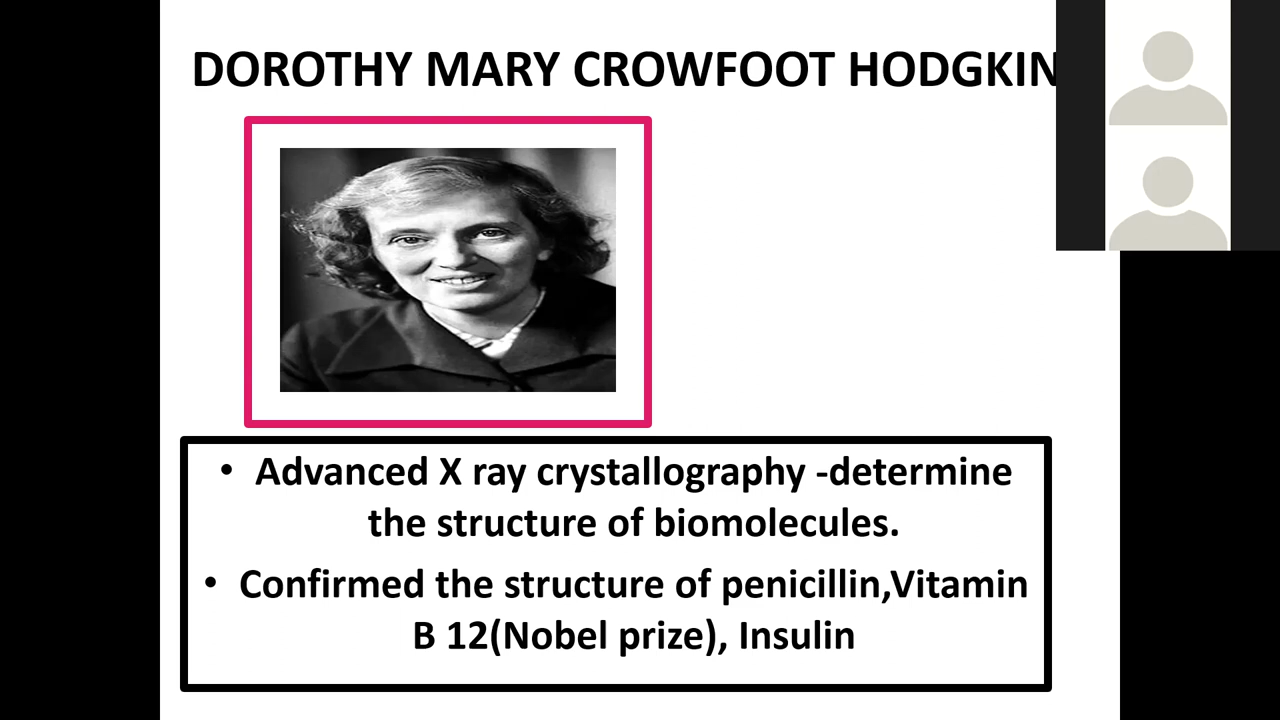 DOROTHY MARY CROWFOOT HODGKIN
• Advanced X ray crystallography -determine
the structure of biomolecules.
• Confirmed the structure of penicillin,Vitamin
B 12(Nobel prize), Insulin